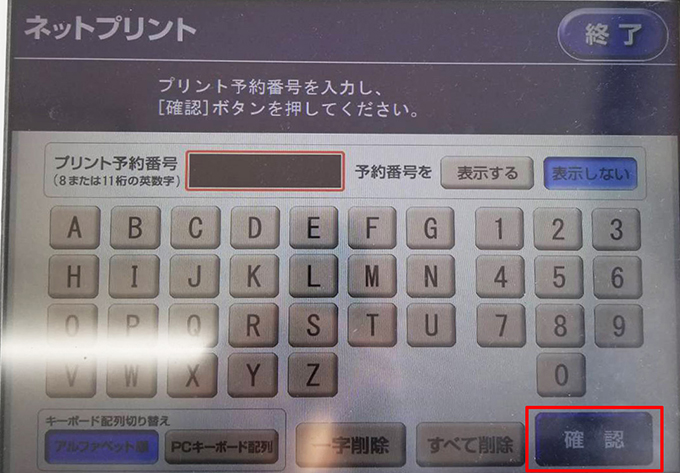 ネットプリント
終了
プリント予約番号を入力し、
[確認]ボタンを押してください。
プリント予約番号
(8または11桁の英数字)
予約番号を
表示する
表示しない
A B C D E F G 1 2 3
H I J K L M N 4 5 6
O P Q R S T U 7 8 9
V W X Y Z 0
キーボード配列切り替え
アルファベット順
PCキーボード配列
一字削除
すべて削除
確認